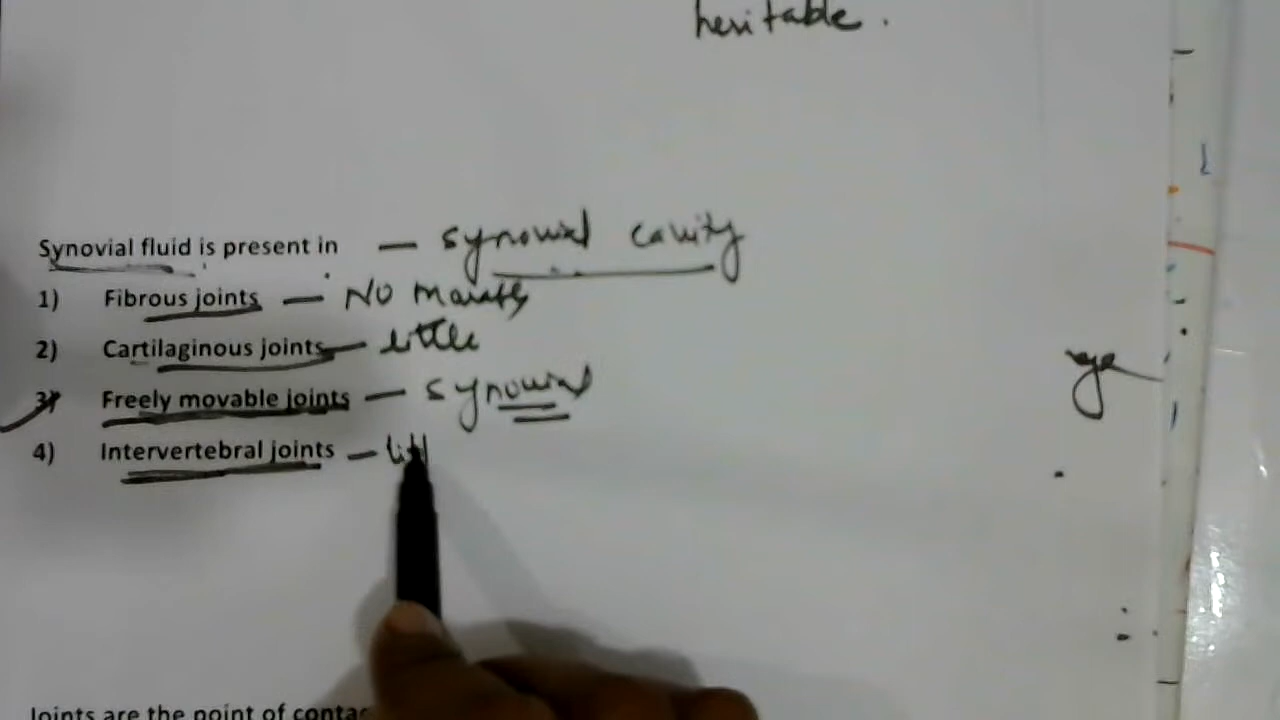 heritable.
Synovial fluid is present in — synovial cavity
1) Fibrous joints — NO
2) Cartilaginous joints — little
3) Freely movable joints — synovial
4) Intervertebral joints — littl
Joints are the point of contac